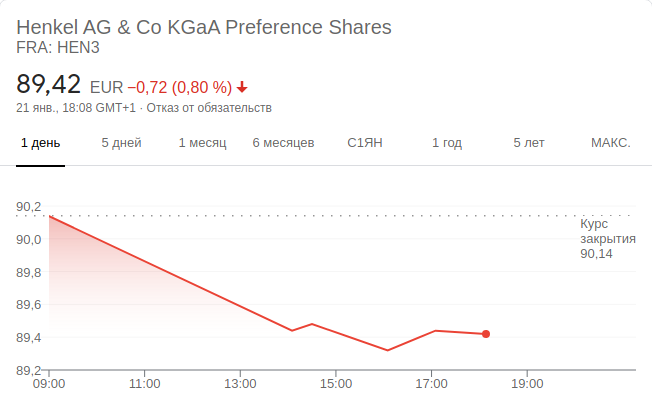 Henkel AG & Co KGaA Preference Shares
FRA: HEN3
89,42 EUR −0,72 (0,80 %)
21 янв., 18:08 GMT+1 · Отказ от обязательств
1 день 5 дней 1 месяц 6 месяцев С1ЯН 1 год 5 лет МАКС.
90,2
Курс
закрытия
90,14
90,0
89,8
89,6
89,4
89,2
09:00 11:00 13:00 15:00 17:00 19:00